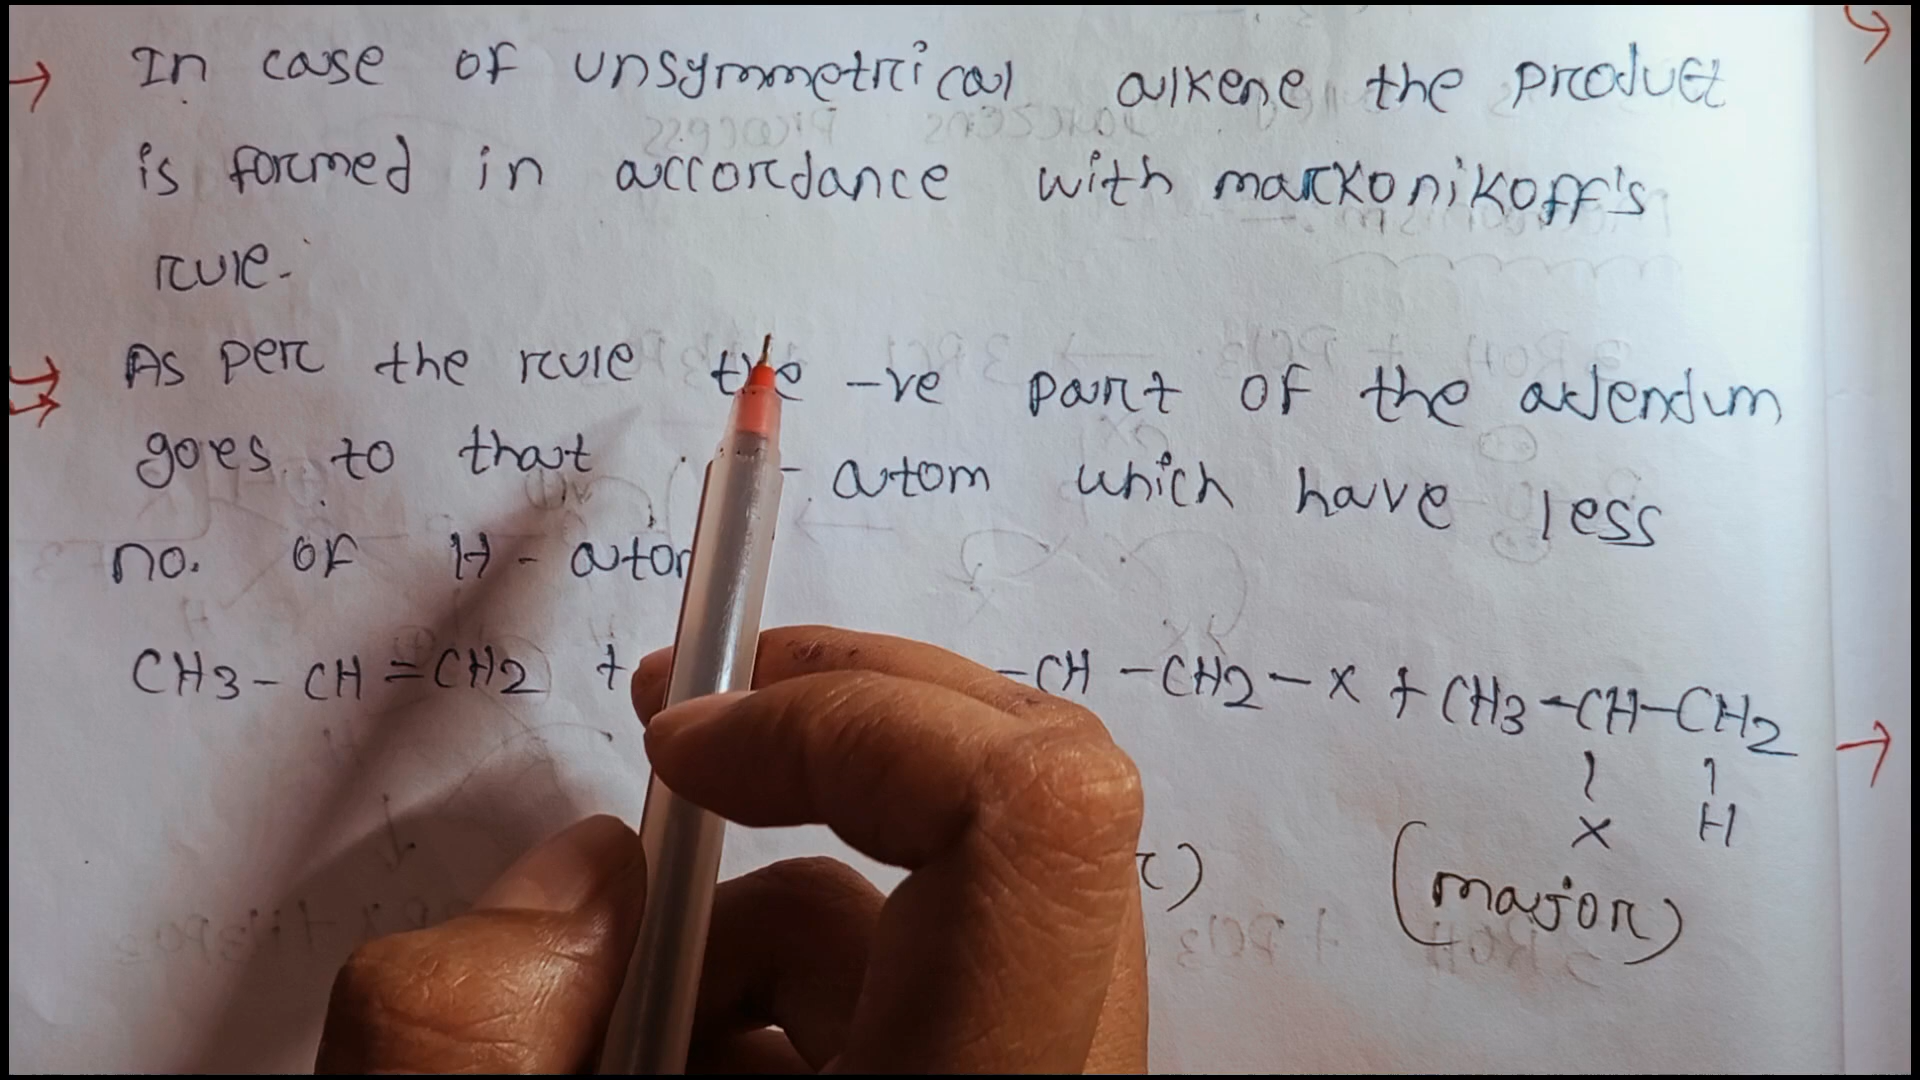 In case of unsymmetrical alkene the product
is formed in accordance with markonikoff's
rule.
As per the rule the -ve part of the addendum
goes to that - atom which have less
no. of H - ato
CH3 - CH = CH2 + -CH -CH2-X + CH3-CH-CH2
X H
(major)